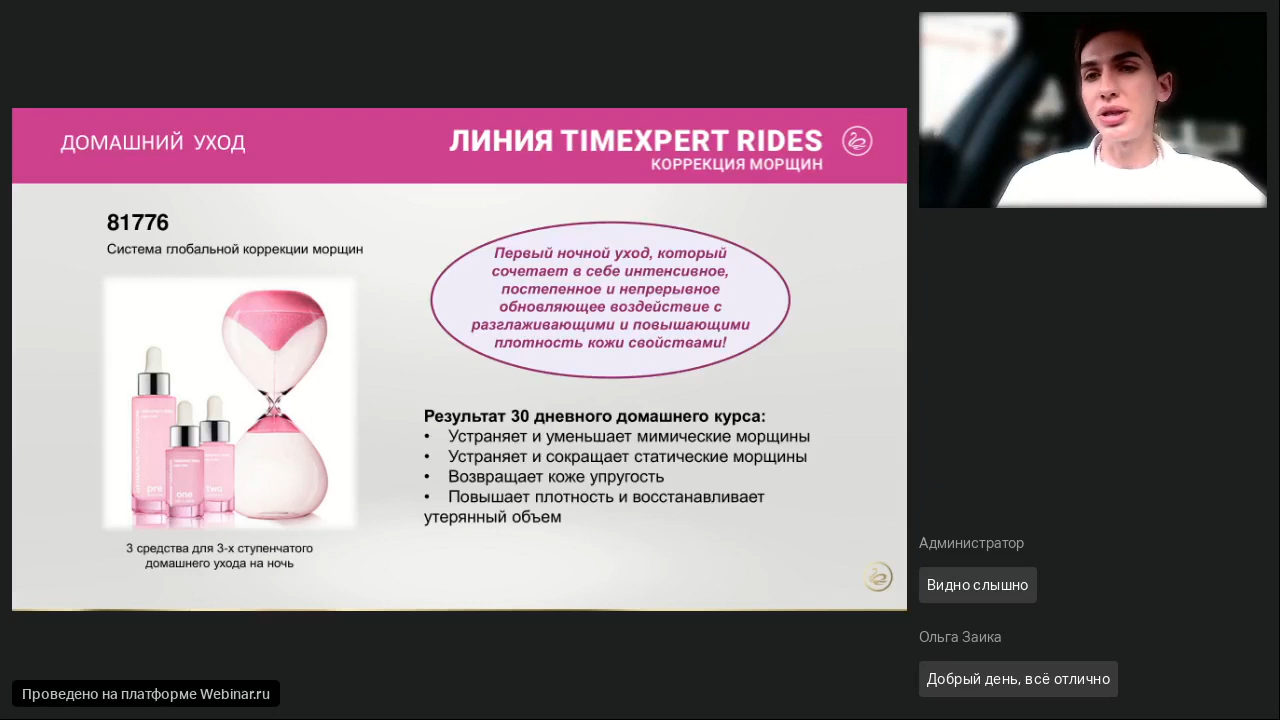 ДОМАШНИЙ УХОД
ЛИНИЯ TIMEXPERT RIDES
КОРРЕКЦИЯ МОРЩИН
81776
Система глобальной коррекции морщин
Первый ночной уход, который
сочетает в себе интенсивное,
постепенное и непрерывное
обновляющее воздействие с
разглаживающими и повышающими
плотность кожи свойствами!
pre
one
two
3 средства для 3-х ступенчатого
домашнего ухода на ночь
Результат 30 дневного домашнего курса:
• Устраняет и уменьшает мимические морщины
• Устраняет и сокращает статические морщины
• Возвращает коже упругость
• Повышает плотность и восстанавливает
утерянный объем
Администратор
Видно слышно
Ольга Заика
Добрый день, всё отлично
Проведено на платформе Webinar.ru